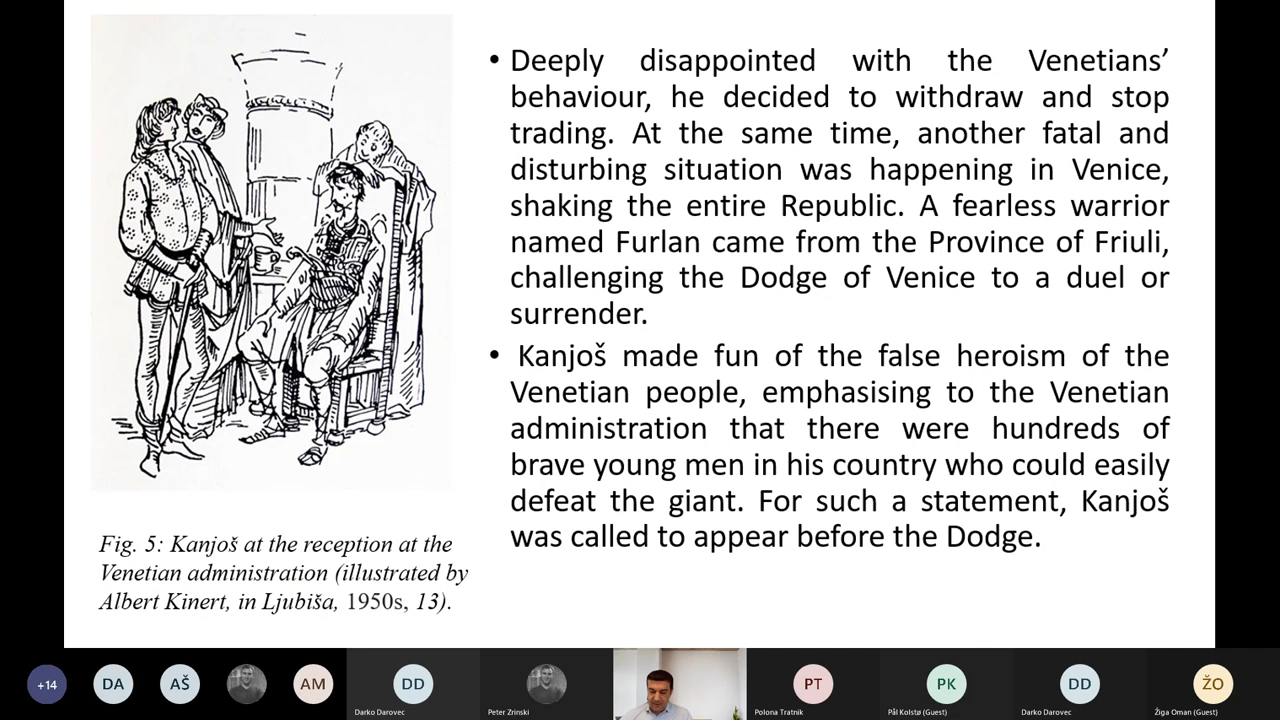 • Deeply disappointed with the Venetians’
behaviour, he decided to withdraw and stop
trading. At the same time, another fatal and
disturbing situation was happening in Venice,
shaking the entire Republic. A fearless warrior
named Furlan came from the Province of Friuli,
challenging the Dodge of Venice to a duel or
surrender.
• Kanjoš made fun of the false heroism of the
Venetian people, emphasising to the Venetian
administration that there were hundreds of
brave young men in his country who could easily
defeat the giant. For such a statement, Kanjoš
was called to appear before the Dodge.
Fig. 5: Kanjoš at the reception at the
Venetian administration (illustrated by
Albert Kinert, in Ljubiša, 1950s, 13).
+14
DA
AŠ
AM
DD
Darko Darovec
Peter Zrinski
PT
Polona Tratnik
PK
Pål Kolstø (Guest)
DD
Darko Darovec
ŽO
Žiga Oman (Guest)